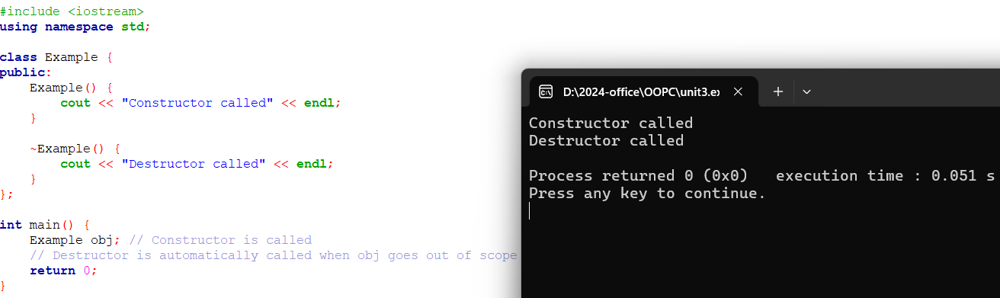 #include <iostream>
using namespace std;
class Example {
public:
Example() {
cout << "Constructor called" << endl;
}
~Example() {
cout << "Destructor called" << endl;
}
};
int main() {
Example obj; // Constructor is called
// Destructor is automatically called when obj goes out of scope
return 0;
}
D:\2024-office\OOPC\unit3.ex
Constructor called
Destructor called
Process returned 0 (0x0)   execution time : 0.051 s
Press any key to continue.